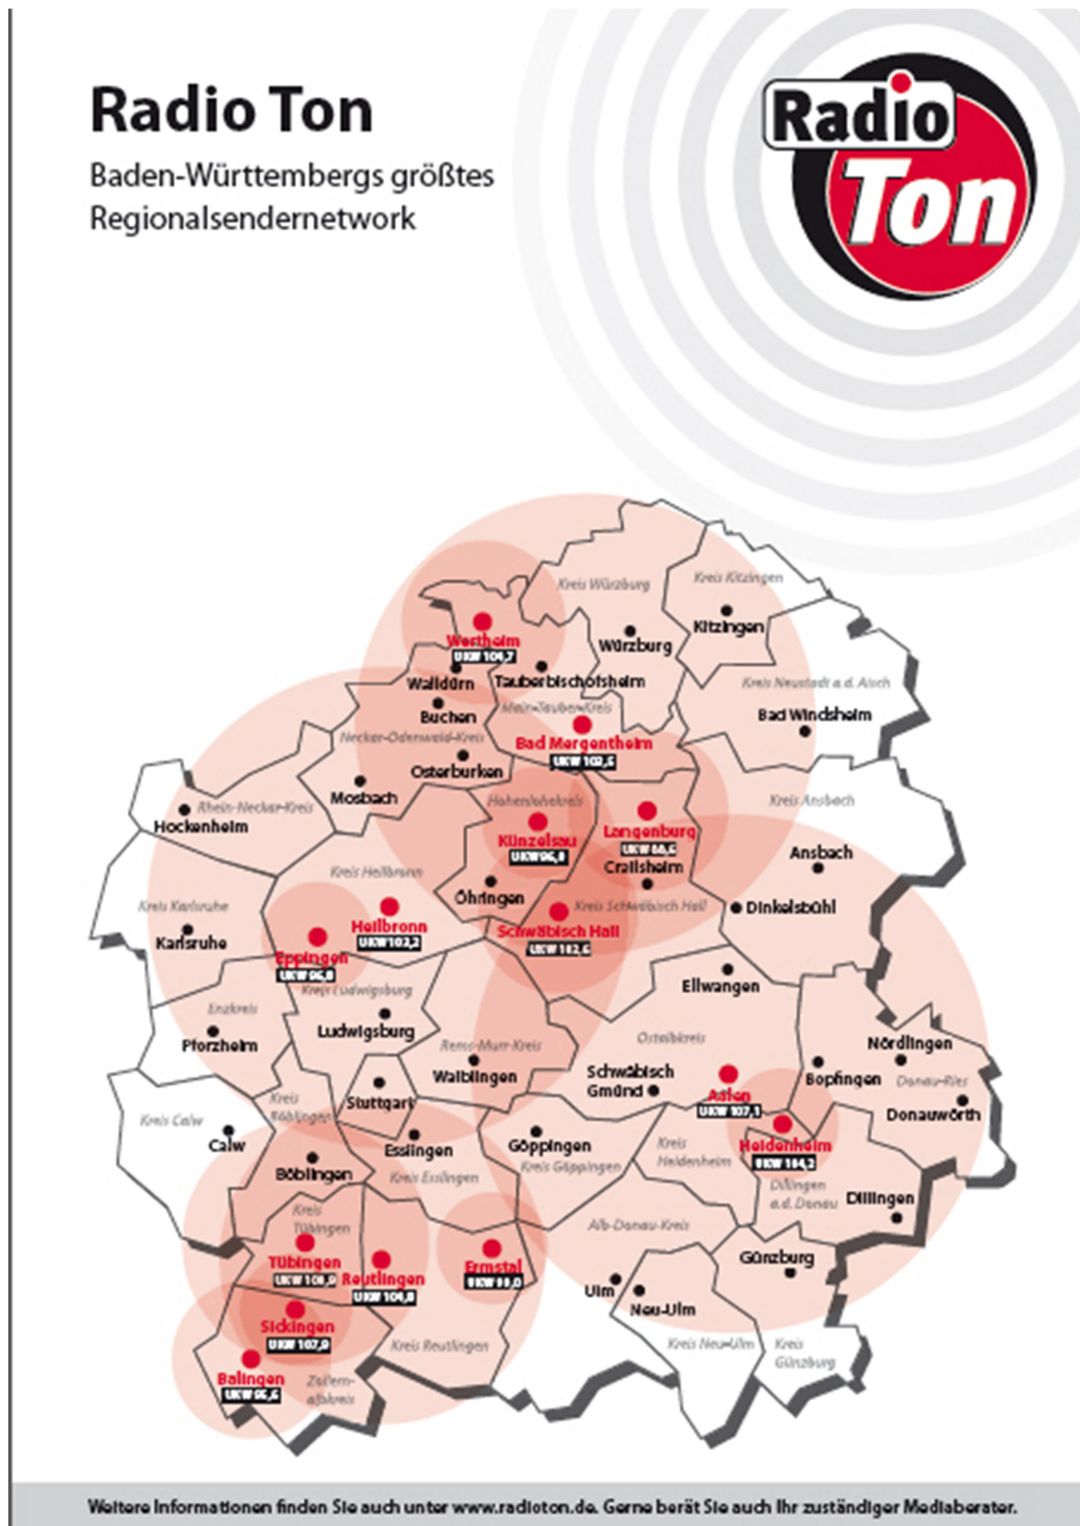 Radio Ton
Baden-Württembergs größtes
Regionalsendernetwork
Radio
Ton
Kreis Würzburg
Kreis Kitzingen
Kitzingen
Wertheim
UKW 104,7
Würzburg
Walldürn
Tauberbischofsheim
Kreis Neustadt a.d. Aisch
Main-Tauber-Kreis
Buchen
Bad Windsheim
Neckar-Odenwald-Kreis
Bad Mergentheim
UKW 103,5
Osterburken
Mosbach
Hohenlohekreis
Kreis Ansbach
Rhein-Neckar-Kreis
Hockenheim
Künzelsau
Langenburg
Ansbach
Crailsheim
Kreis Heilbronn
Öhringen
Kreis Karlsruhe
Kreis Schwäbisch Hall
Dinkelsbühl
Heilbronn
UKW 103,2
Schwäbisch Hall
Karlsruhe
Eppingen
Kreis Ludwigsburg
Ellwangen
Enzkreis
Ludwigsburg
Pforzheim
Rems-Murr-Kreis
Ostalbkreis
Nördlingen
Waiblingen
Schwäbisch
Gmünd
Bopfingen
Donau-Ries
Aalen
UKW 107,1
Stuttgart
Kreis
Böblingen
Donauwörth
Kreis Calw
Calw
Esslingen
Göppingen
Kreis
Heidenheim
Heidenheim
Böblingen
Kreis Esslingen
Kreis Göppingen
Dillingen
a.d. Donau
Dillingen
Kreis
Tübingen
Alb-Donau-Kreis
Tübingen
Reutlingen
UKW 104,8
Ermstal
Günzburg
Ulm
Neu-Ulm
Sickingen
UKW 107,9
Kreis Reutlingen
Kreis Neu-Ulm
Kreis
Günzburg
Balingen
Zollern-
albkreis
Weitere Informationen finden Sie auch unter www.radioton.de. Gerne berät Sie auch Ihr zuständiger Mediaberater.